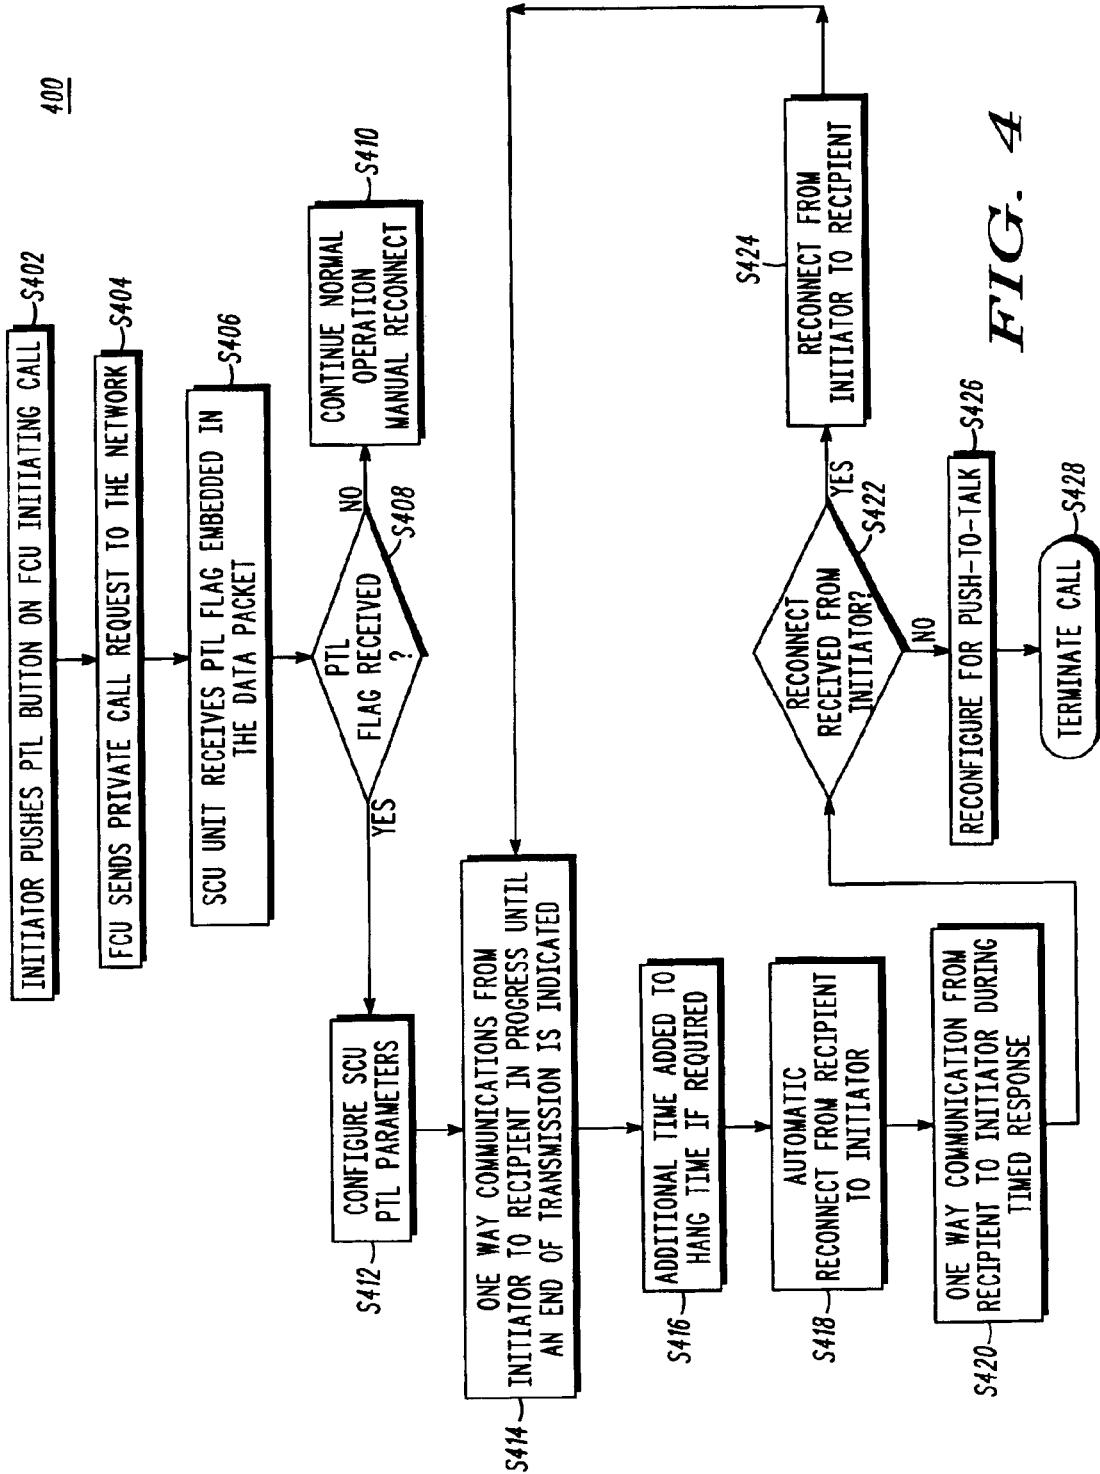 400
INITIATOR PUSHES PTL BUTTON ON FCU INITIATING CALL
S402
FCU SENDS PRIVATE CALL REQUEST TO THE NETWORK
S404
SCU UNIT RECEIVES PTL FLAG EMBEDDED IN
THE DATA PACKET
S406
PTL
FLAG RECEIVED
?
S408
NO
CONTINUE NORMAL
OPERATION
MANUAL RECONNECT
S410
YES
CONFIGURE SCU
PTL PARAMETERS
S412
ONE WAY COMMUNICATIONS FROM
INITIATOR TO RECIPIENT IN PROGRESS UNTIL
AN END OF TRANSMISSION IS INDICATED
S414
ADDITIONAL TIME ADDED TO
HANG TIME IF REQUIRED
S416
AUTOMATIC
RECONNECT FROM RECIPIENT
TO INITIATOR
S418
ONE WAY COMMUNICATION FROM
RECIPIENT TO INITIATOR DURING
TIMED RESPONSE
S420
RECONNECT
RECEIVED FROM
INITIATOR?
S422
YES
RECONNECT FROM
INITIATOR TO RECIPIENT
S424
NO
RECONFIGURE FOR PUSH-TO-TALK
S426
TERMINATE CALL
S428
FIG. 4